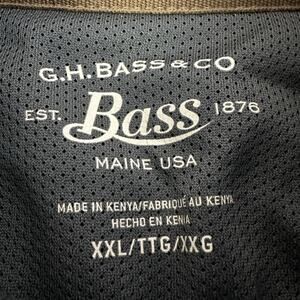 G.H.BASS & CO
EST. Bass 1876
MAINE USA
MADE IN KENYA/FABRIQUÉ AU KENYA
HECHO EN KENIA
XXL/TTG/XXG